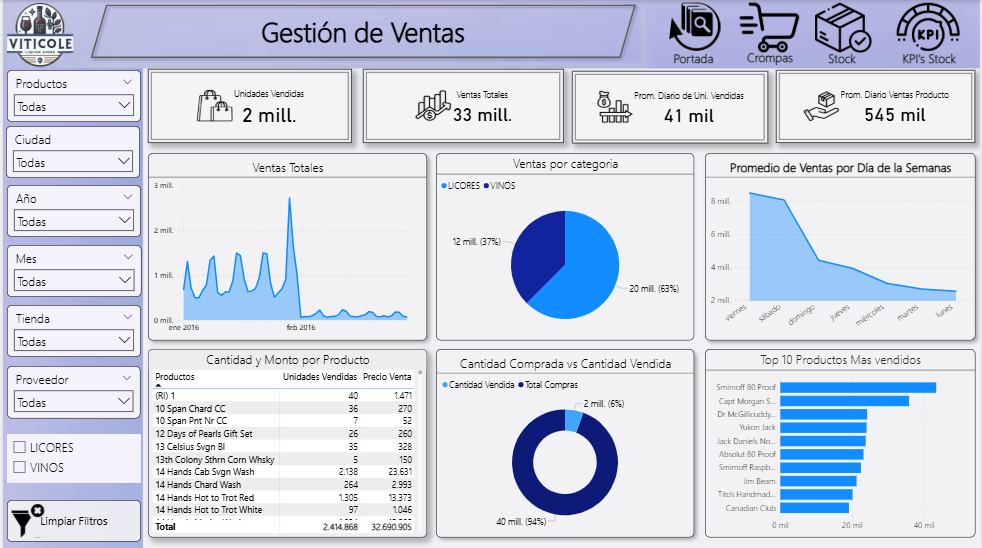 VITICOLE
LIQUOR STORE
Gestión de Ventas
Portada
Crompas
Stock
KPI
KPI's Stock
Productos
Todas
Ciudad
Todas
Año
Todas
Mes
Todas
Tienda
Todas
Proveedor
Todas
LICORES
VINOS
Limpiar Filtros
Unidades Vendidas
2 mill.
Ventas Totales
33 mill.
Prom. Diario de Uni. Vendidas
41 mil
Prom. Diario Ventas Producto
545 mil
Ventas Totales
3 mill.
2 mill.
1 mill.
0 mill.
ene 2016
feb 2016
Ventas por categoria
LICORES VINOS
12 mill. (37%)
20 mill. (63%)
Promedio de Ventas por Día de la Semanas
8 mill.
6 mill.
4 mill.
2 mill.
viernes
sábado
domingo
jueves
miércoles
martes
lunes
Cantidad y Monto por Producto
Productos Unidades Vendidas Precio Venta
(RI) 1 40 1.471
10 Span Chard CC 36 270
10 Span Pnt Nr CC 7 52
12 Days of Pearls Gift Set 26 260
13 Celsius Svgn Bl 35 328
13th Colony Sthrn Corn Whsky 5 150
14 Hands Cab Svgn Wash 2.138 23.631
14 Hands Chard Wash 264 2.993
14 Hands Hot to Trot Red 1.305 13.373
14 Hands Hot to Trot White 97 1.046
Total 2.414.868 32.690.905
Cantidad Comprada vs Cantidad Vendida
Cantidad Vendida Total Compras
2 mill. (6%)
40 mill. (94%)
Top 10 Productos Mas vendidos
Smirnoff 80 Proof
Capt Morgan S...
Dr McGillicuddy...
Yukon Jack
Jack Daniels No...
Absolut 80 Proof
Smirnoff Raspb...
Jim Beam
Tito's Handmad...
Canadian Club
0 mil
20 mil
40 mil